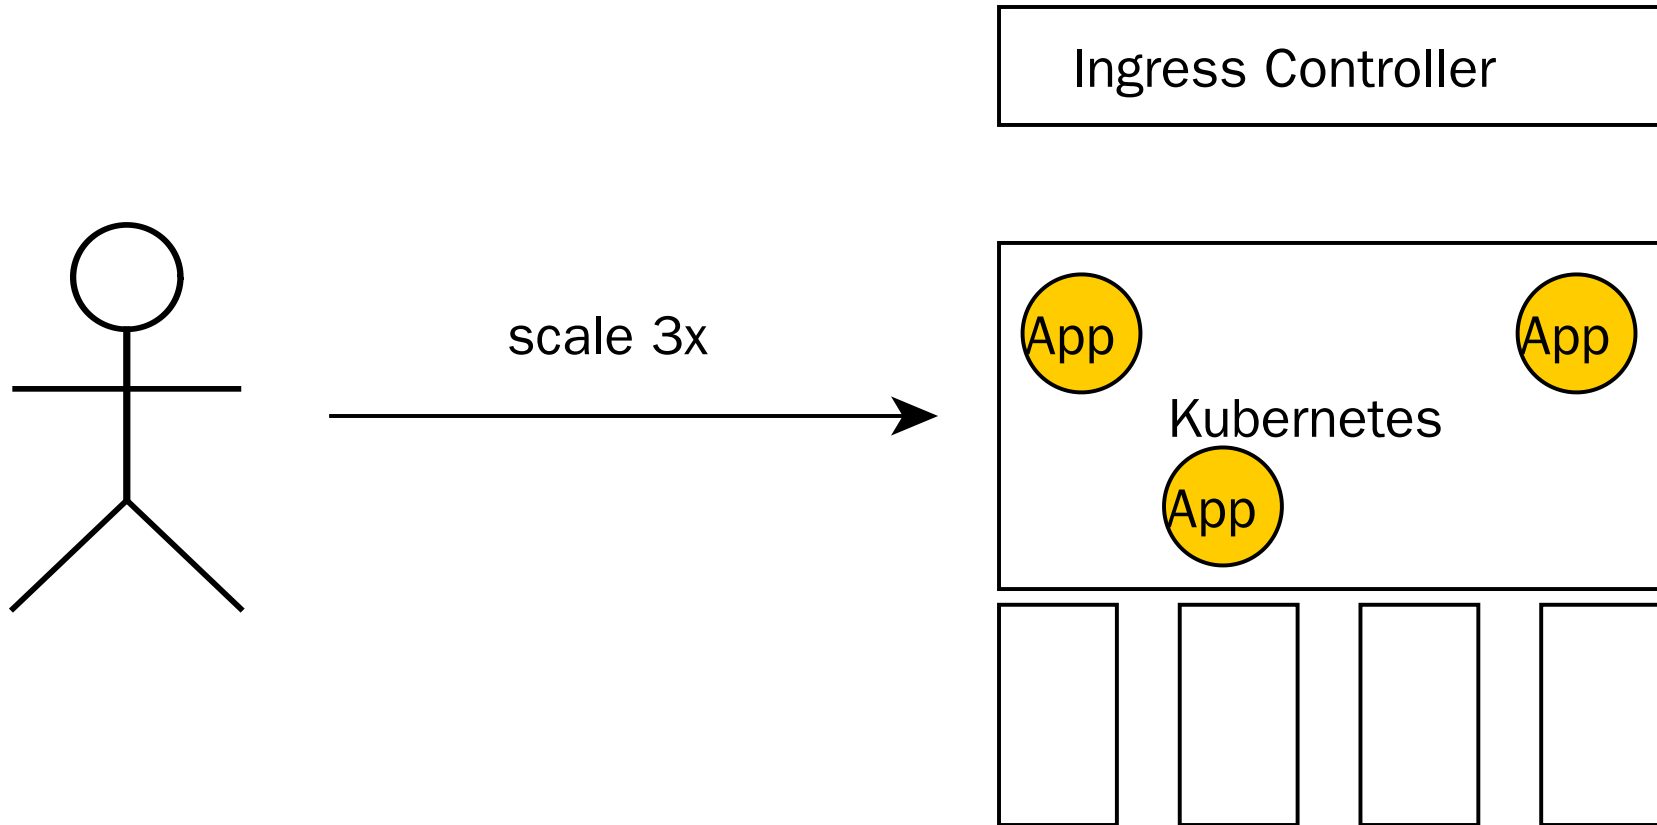 Ingress Controller
scale 3x
App
App
Kubernetes
App